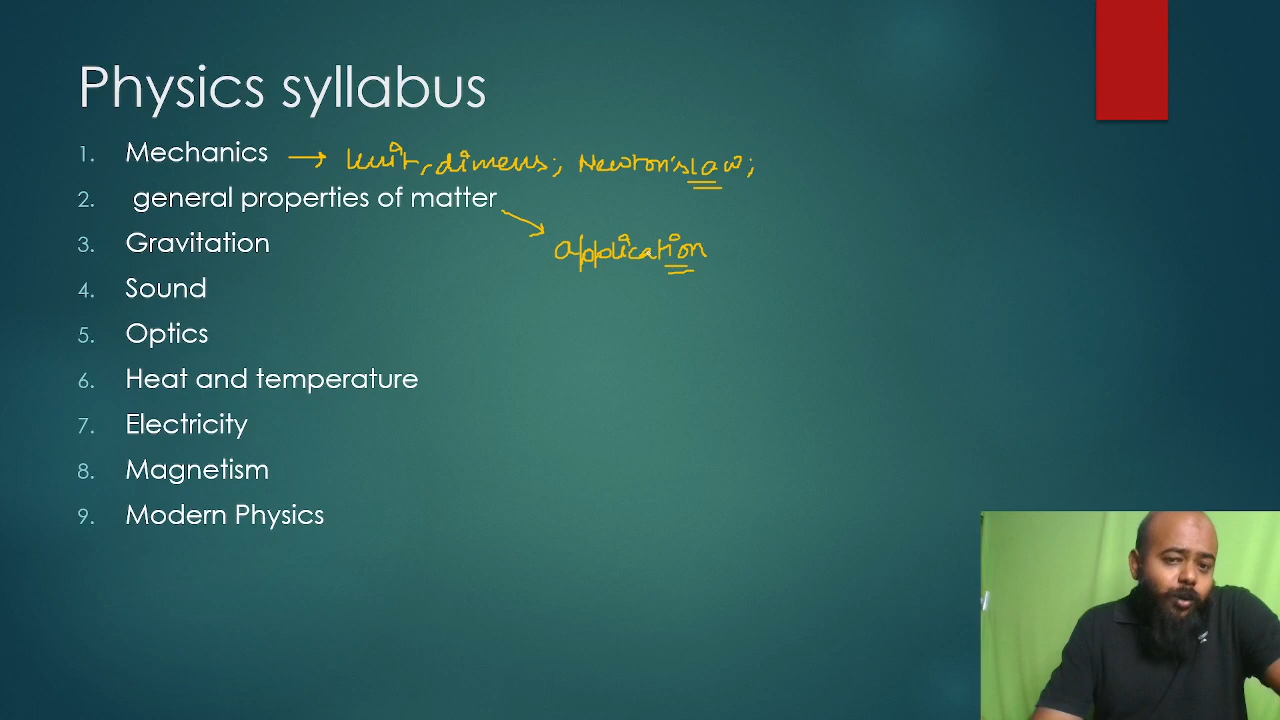 Physics syllabus
1. Mechanics → Unit, dimens; Newton's law;
2. general properties of matter
3. Gravitation application
4. Sound
5. Optics
6. Heat and temperature
7. Electricity
8. Magnetism
9. Modern Physics